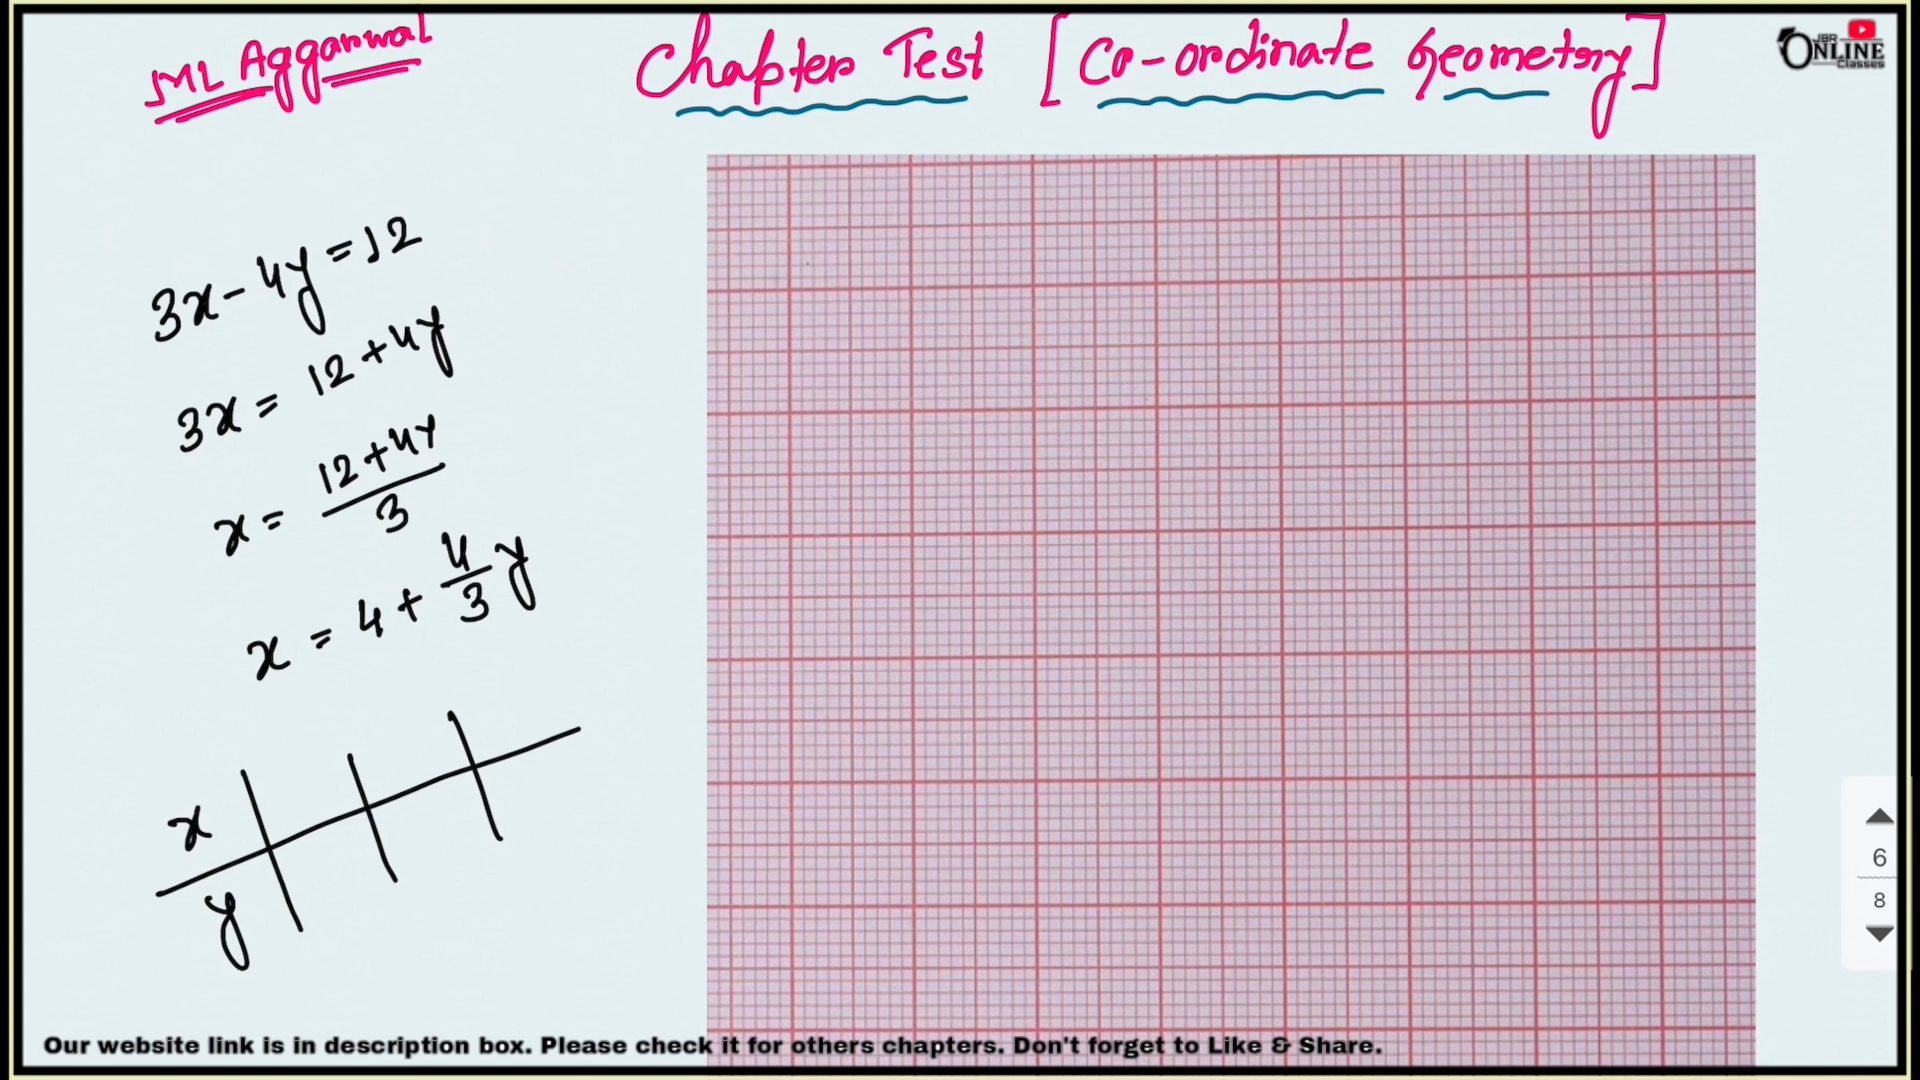 ML Aggarwal
Chapter Test [Co-ordinate Geometry]
JBR
ONLINE
Classes
3x - 4y = 12
3x = 12 + 4y
x = (12 + 4y)/3
x = 4 + 4/3 y
x
y
6
8
Our website link is in description box. Please check it for others chapters. Don't forget to Like & Share.